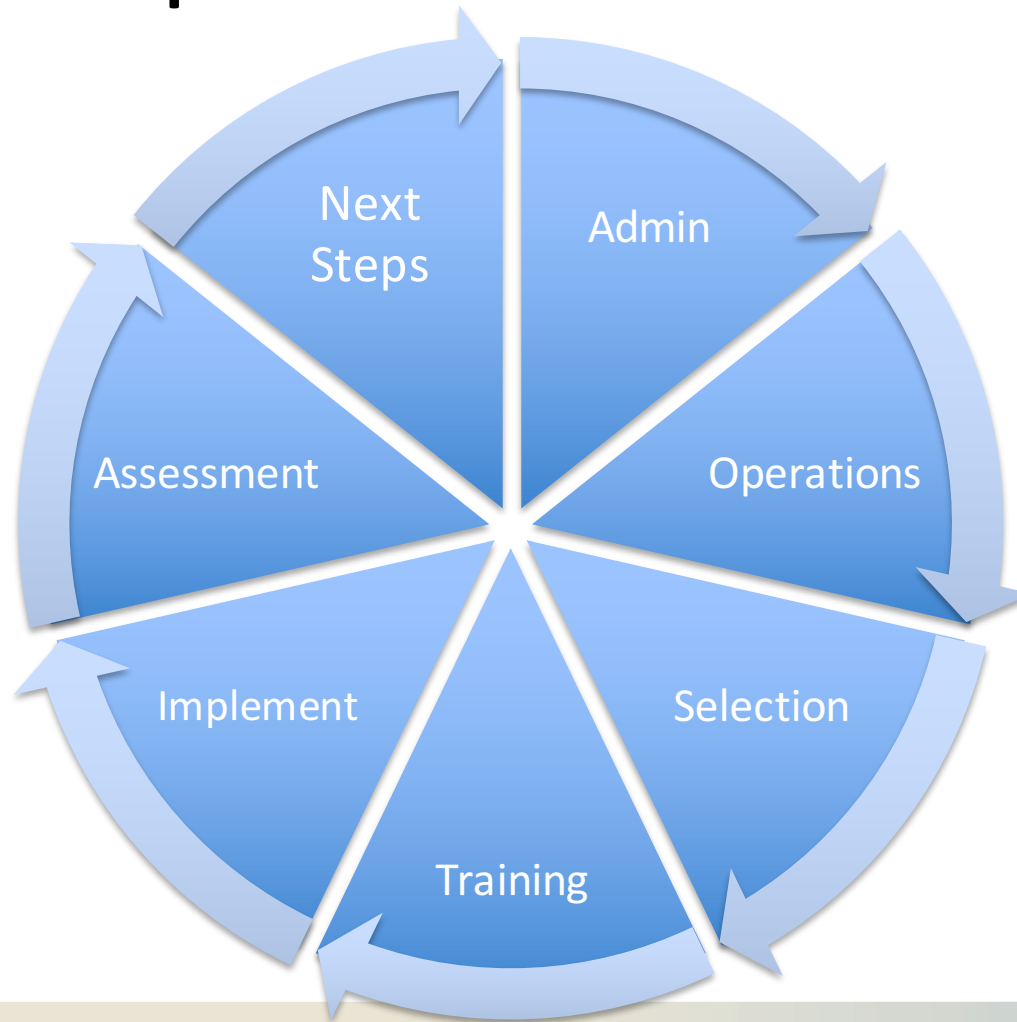 Next
Steps
Admin
Assessment
Operations
Implement
Selection
Training